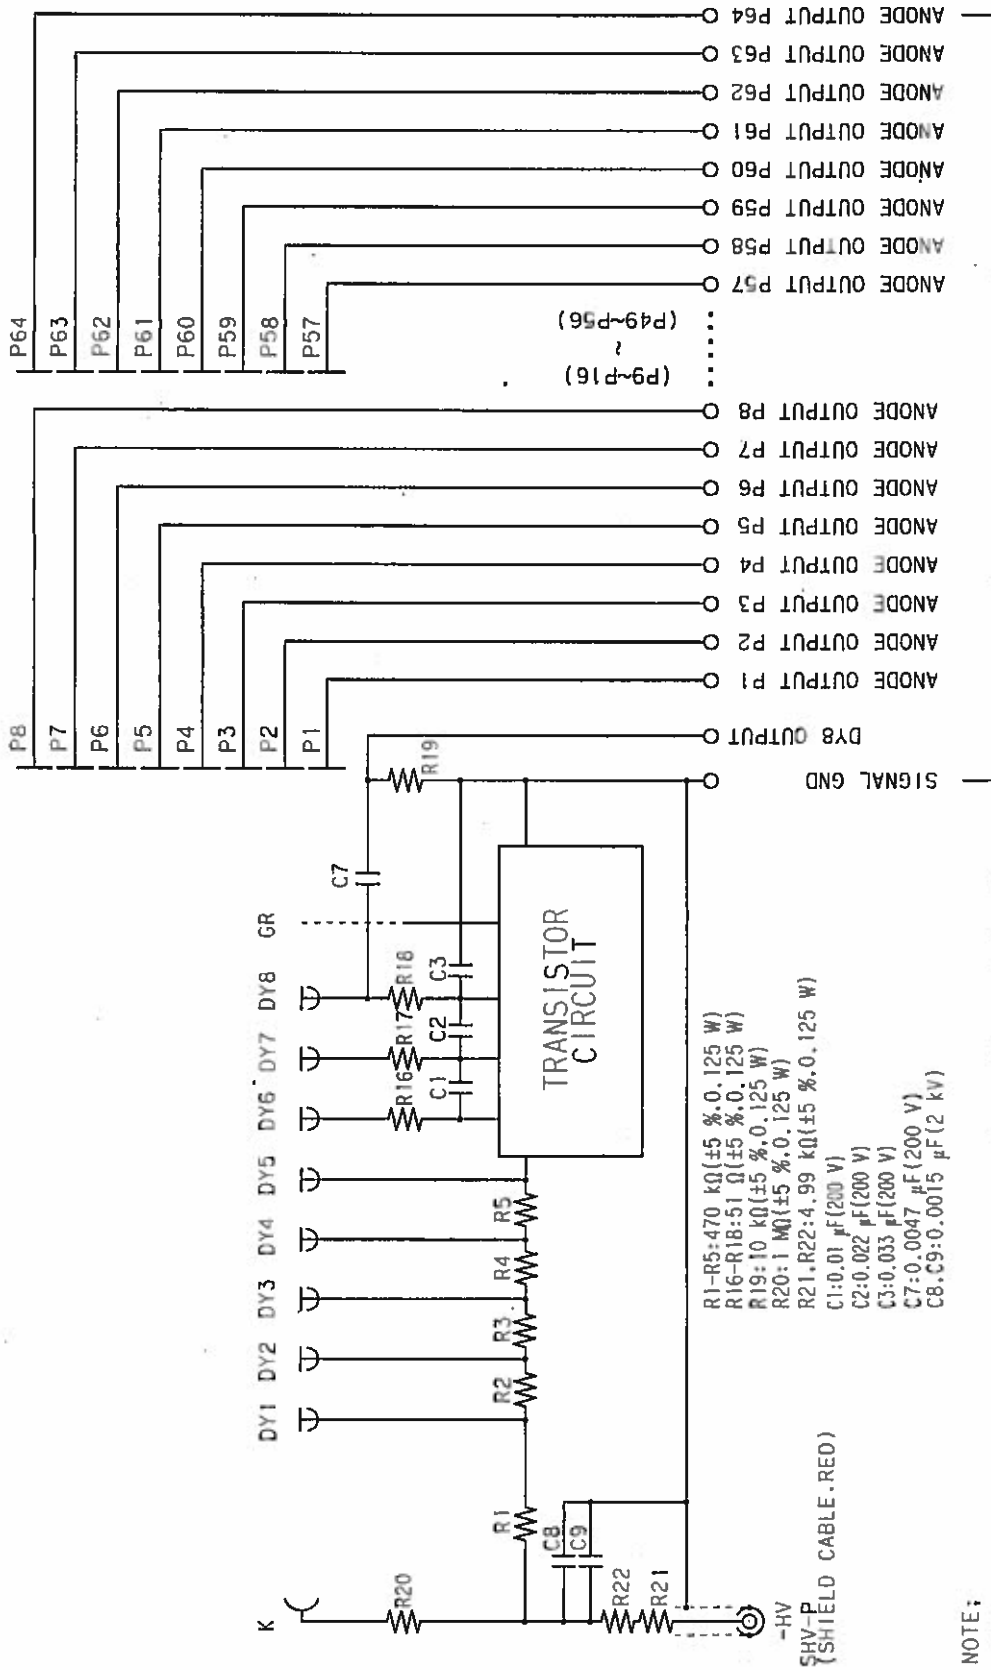 K
DY1 DY2 DY3 DY4 DY5 DY6 DY7 DY8 GR
P1
P2
P3
P4
P5
P6
P7
P8
P57
P58
P59
P60
P61
P62
P63
P64
R20
R1
R2
R3
R4
R5
R16
R17
R18
C1
C2
C3
C7
R19
C8
C9
R22
R21
TRANSISTOR
CIRCUIT
-HV
SHV-P
(SHIELD CABLE.RED)
R1-R5:470 kΩ(±5 %.0.125 W)
R16-R18:51 Ω(±5 %.0.125 W)
R19:10 kΩ(±5 %.0.125 W)
R20:1 MΩ(±5 %.0.125 W)
R21.R22:4.99 kΩ(±5 %.0.125 W)
C1:0.01 µF(200 V)
C2:0.022 µF(200 V)
C3:0.033 µF(200 V)
C7:0.0047 µF(200 V)
C8.C9:0.0015 µF(2 kV)
SIGNAL GND
DY8 OUTPUT
ANODE OUTPUT P1
ANODE OUTPUT P2
ANODE OUTPUT P3
ANODE OUTPUT P4
ANODE OUTPUT P5
ANODE OUTPUT P6
ANODE OUTPUT P7
ANODE OUTPUT P8
(P9~P16)
~
(P49~P56)
ANODE OUTPUT P57
ANODE OUTPUT P58
ANODE OUTPUT P59
ANODE OUTPUT P60
ANODE OUTPUT P61
ANODE OUTPUT P62
ANODE OUTPUT P63
ANODE OUTPUT P64
NOTE;